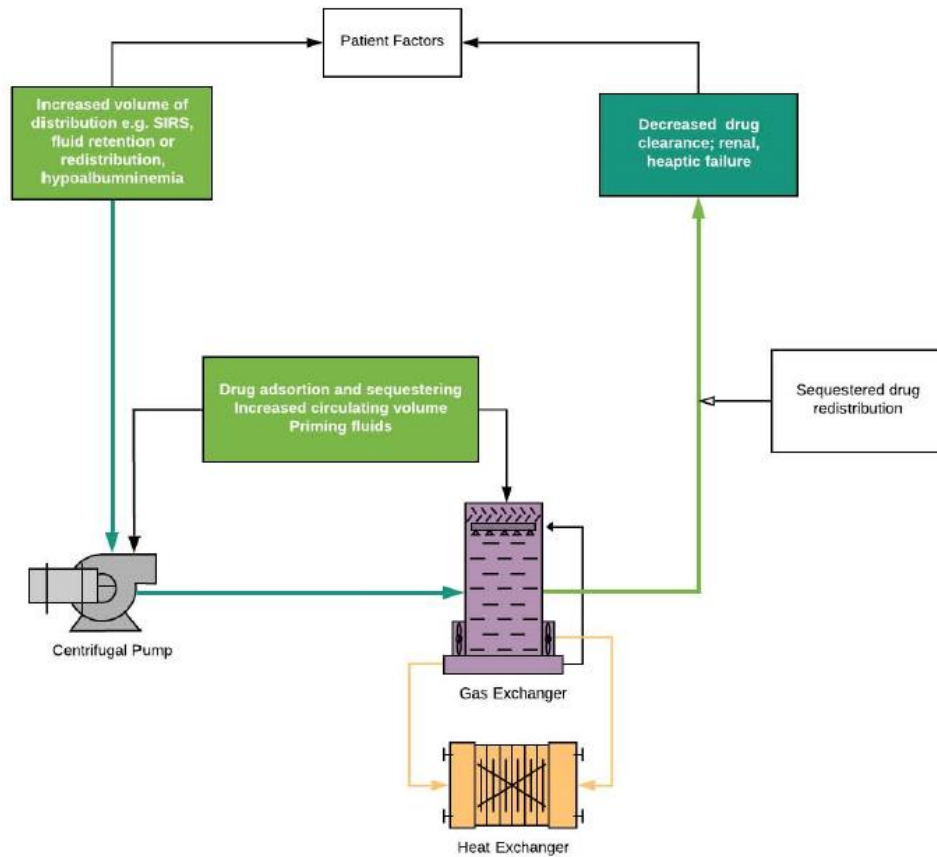 Patient Factors
Increased volume of
distribution e.g. SIRS,
fluid retention or
redistribution,
hypoalbumninemia
Decreased drug
clearance; renal,
heaptic failure
Drug adsortion and sequestering
Increased circulating volume
Priming fluids
Sequestered drug
redistribution
Centrifugal Pump
Gas Exchanger
Heat Exchanger